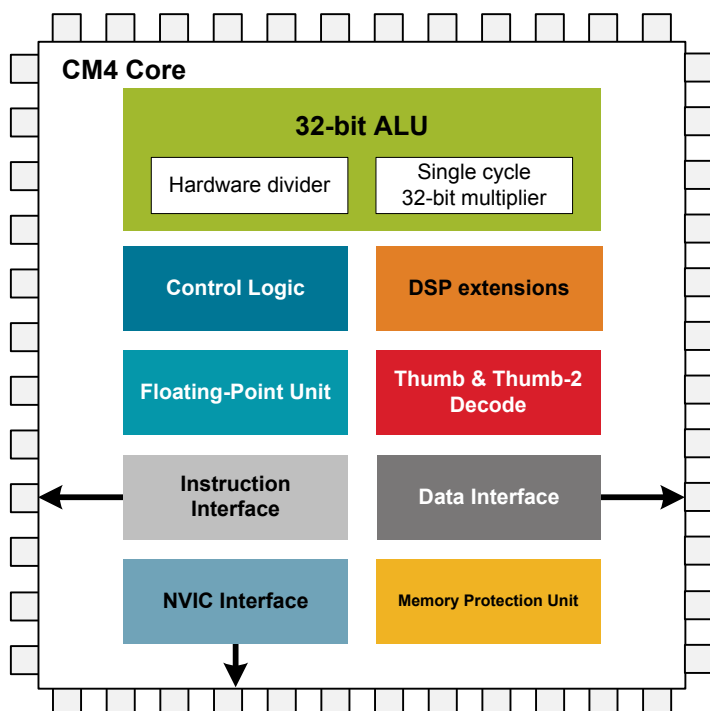 CM4 Core
32-bit ALU
Hardware divider
Single cycle
32-bit multiplier
Control Logic
DSP extensions
Floating-Point Unit
Thumb & Thumb-2
Decode
Instruction
Interface
Data Interface
NVIC Interface
Memory Protection Unit